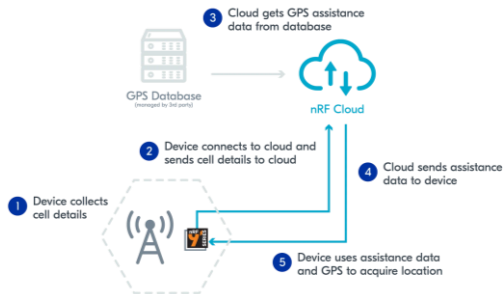 3 Cloud gets GPS assistance
data from database
GPS Database
(managed by 3rd party)
nRF Cloud
2 Device connects to cloud and
sends cell details to cloud
4 Cloud sends assistance
data to device
1 Device collects
cell details
5 Device uses assistance data
and GPS to acquire location